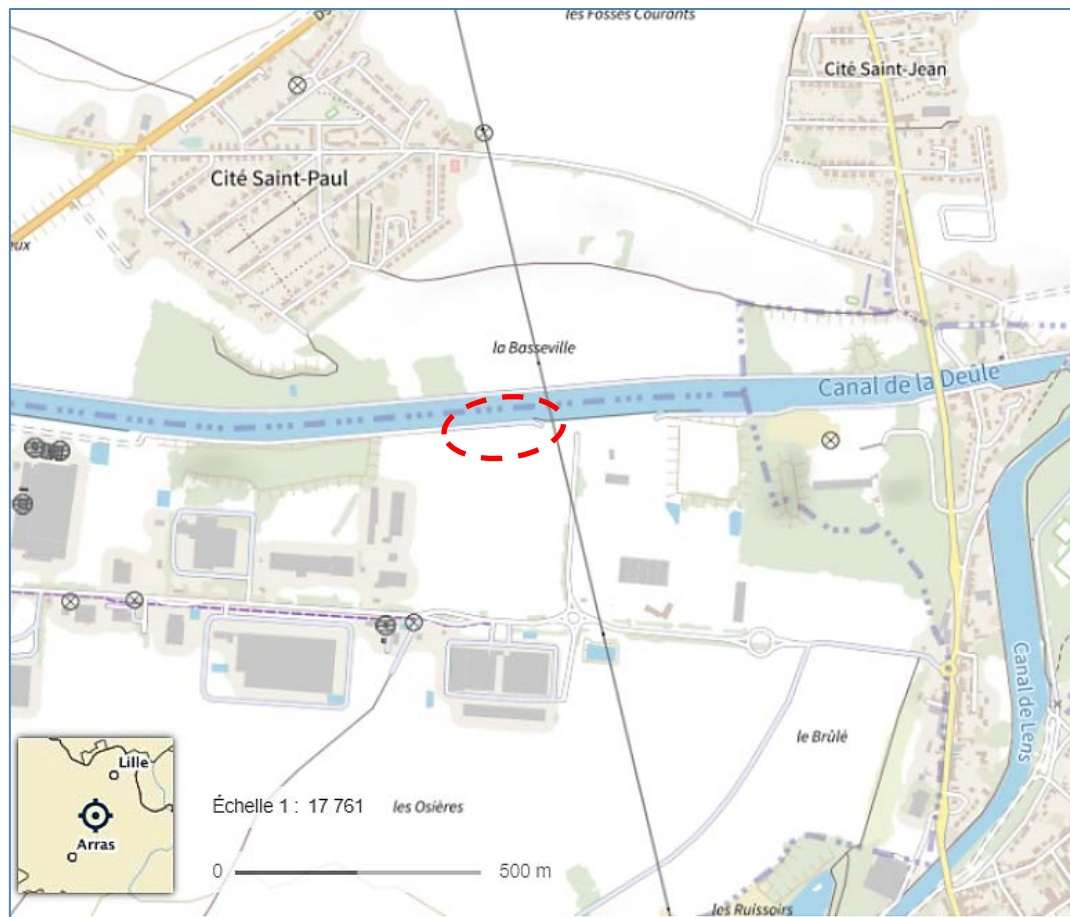 les Fosses Courants
Cité Saint-Jean
Cité Saint-Paul
eux
la Basseville
Canal de la Deûle
Canal de Lens
le Brûlé
Lille
Arras
Échelle 1 : 17 761
les Osières
0
500 m
les Ruissoirs